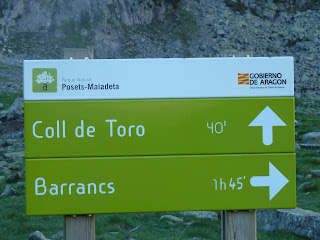 Parque Natural
Posets-Maladeta
GOBIERNO
DE ARAGON
Coll de Toro 40'
Barrancs 1h 45'